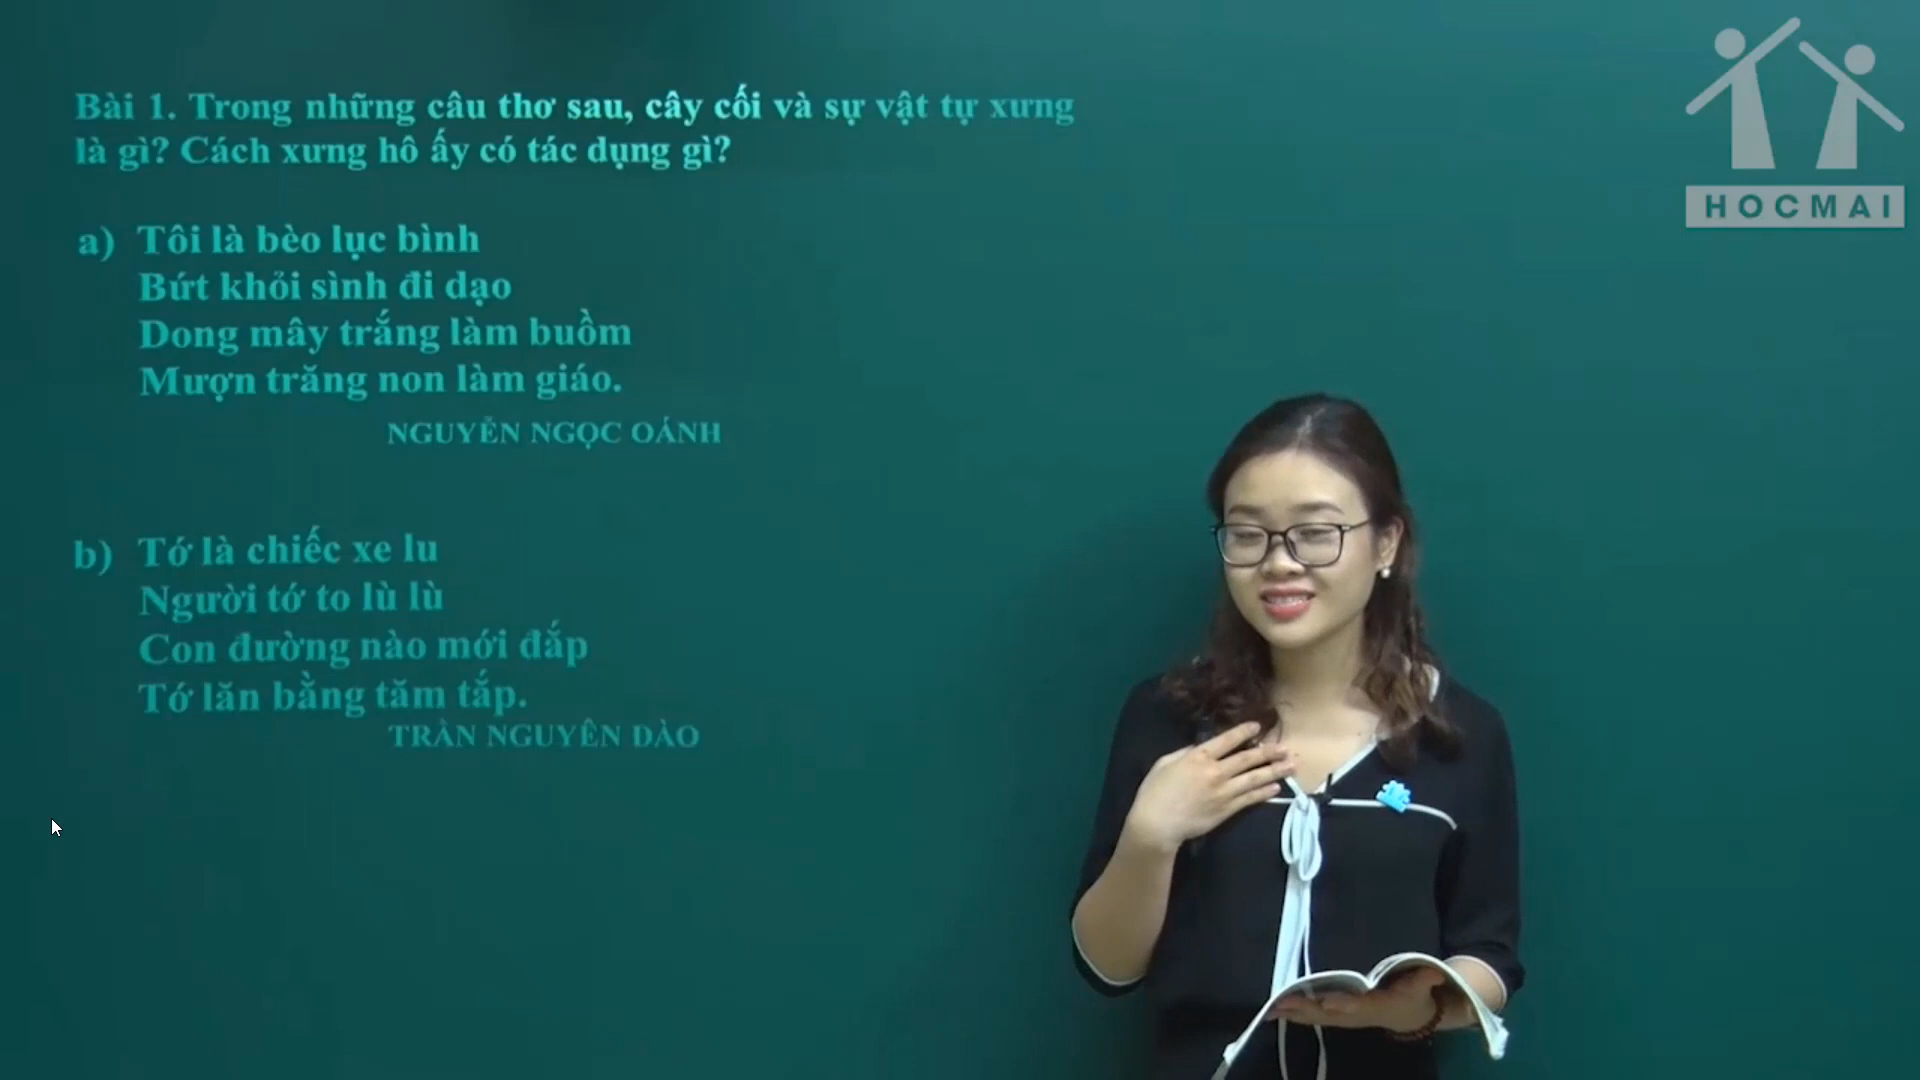 Bài 1. Trong những câu thơ sau, cây cối và sự vật tự xưng
là gì? Cách xưng hô ấy có tác dụng gì?
a) Tôi là bèo lục bình
Bứt khỏi sình đi dạo
Dong mây trắng làm buồm
Mượn trăng non làm giáo.
NGUYỄN NGỌC OÁNH
b) Tớ là chiếc xe lu
Người tớ to lù lù
Con đường nào mới đắp
Tớ lăn bằng tăm tắp.
TRẦN NGUYÊN ĐÀO
HOCMAI